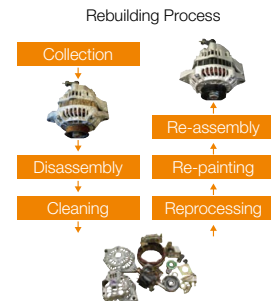 Rebuilding Process
Collection
Disassembly
Cleaning
Reprocessing
Re-painting
Re-assembly